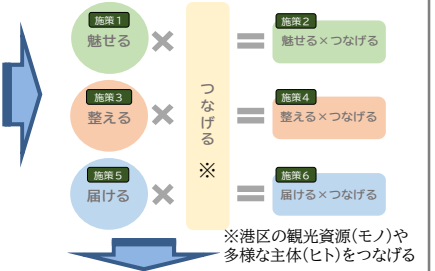 施策1
魅せる
×
=
施策2
魅せる×つなげる
施策3
整える
×
つなげる
※
=
施策4
整える×つなげる
施策5
届ける
×
=
施策6
届ける×つなげる
※港区の観光資源(モノ)や
多様な主体(ヒト)をつなげる